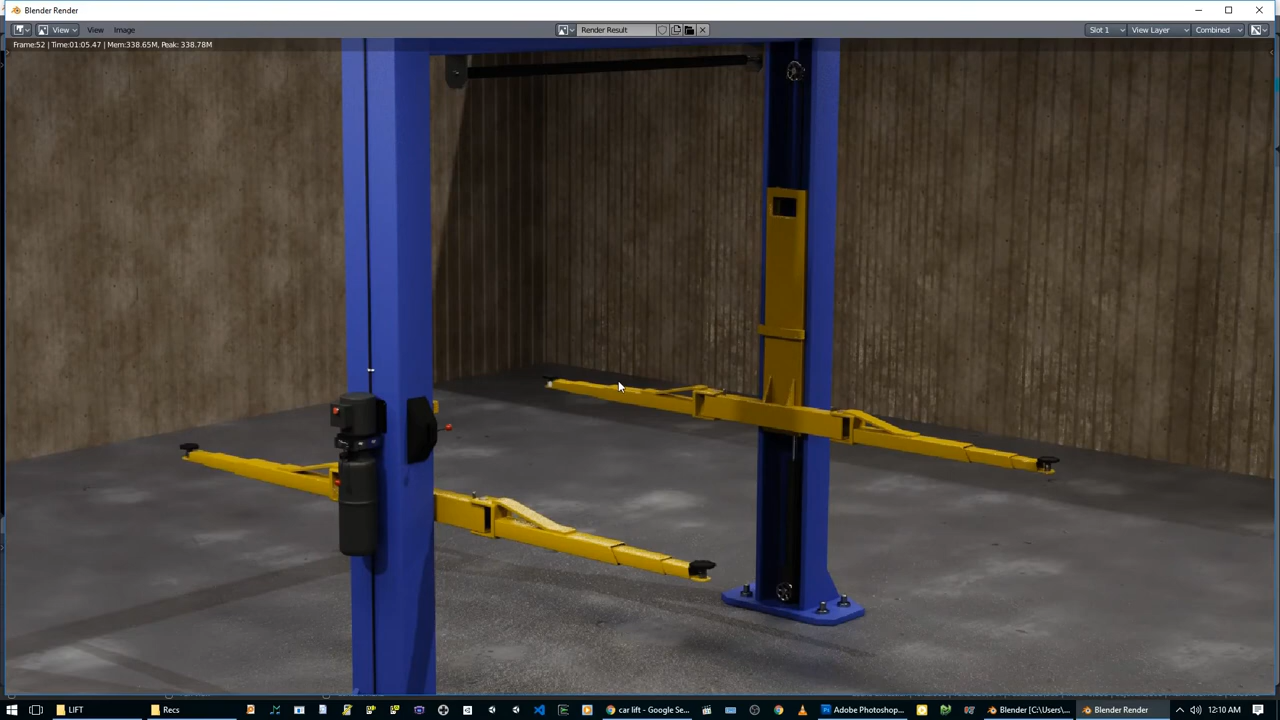 Blender Render
View
View
Image
Render Result
Slot 1
View Layer
Combined
Frame:52 | Time:01:05.47 | Mem:338.65M, Peak: 338.78M
LIFT
Recs
car lift - Google Se...
Adobe Photoshop...
Blender [C:\Users\...
Blender Render
12:10 AM